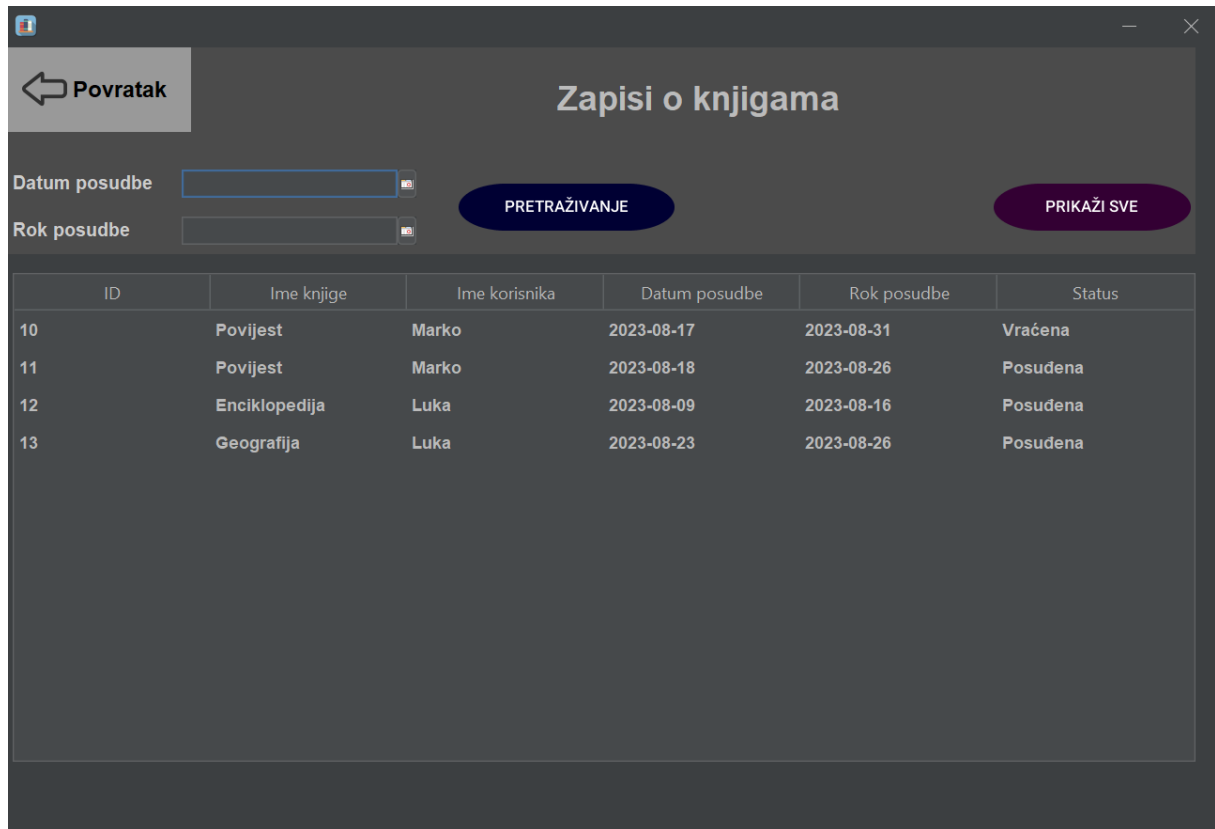 Povratak
Zapisi o knjigama
Datum posudbe
PRETRAŽIVANJE
PRIKAŽI SVE
Rok posudbe
ID Ime knjige Ime korisnika Datum posudbe Rok posudbe Status
10 Povijest Marko 2023-08-17 2023-08-31 Vraćena
11 Povijest Marko 2023-08-18 2023-08-26 Posuđena
12 Enciklopedija Luka 2023-08-09 2023-08-16 Posuđena
13 Geografija Luka 2023-08-23 2023-08-26 Posuđena